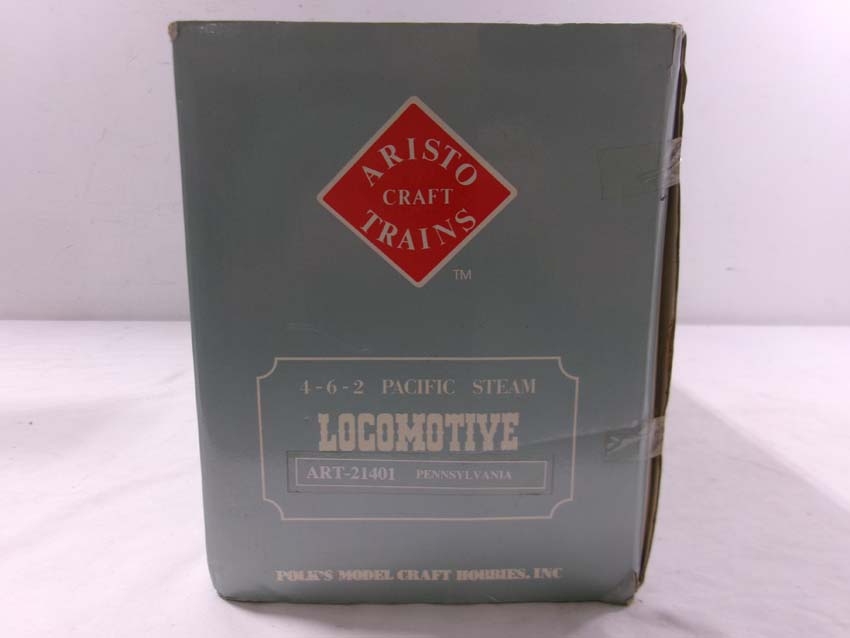 ARISTO
CRAFT
TRAINS
TM
4-6-2 PACIFIC STEAM
LOCOMOTIVE
ART-21401 PENNSYLVANIA
POLK'S MODEL CRAFT HOBBIES, INC